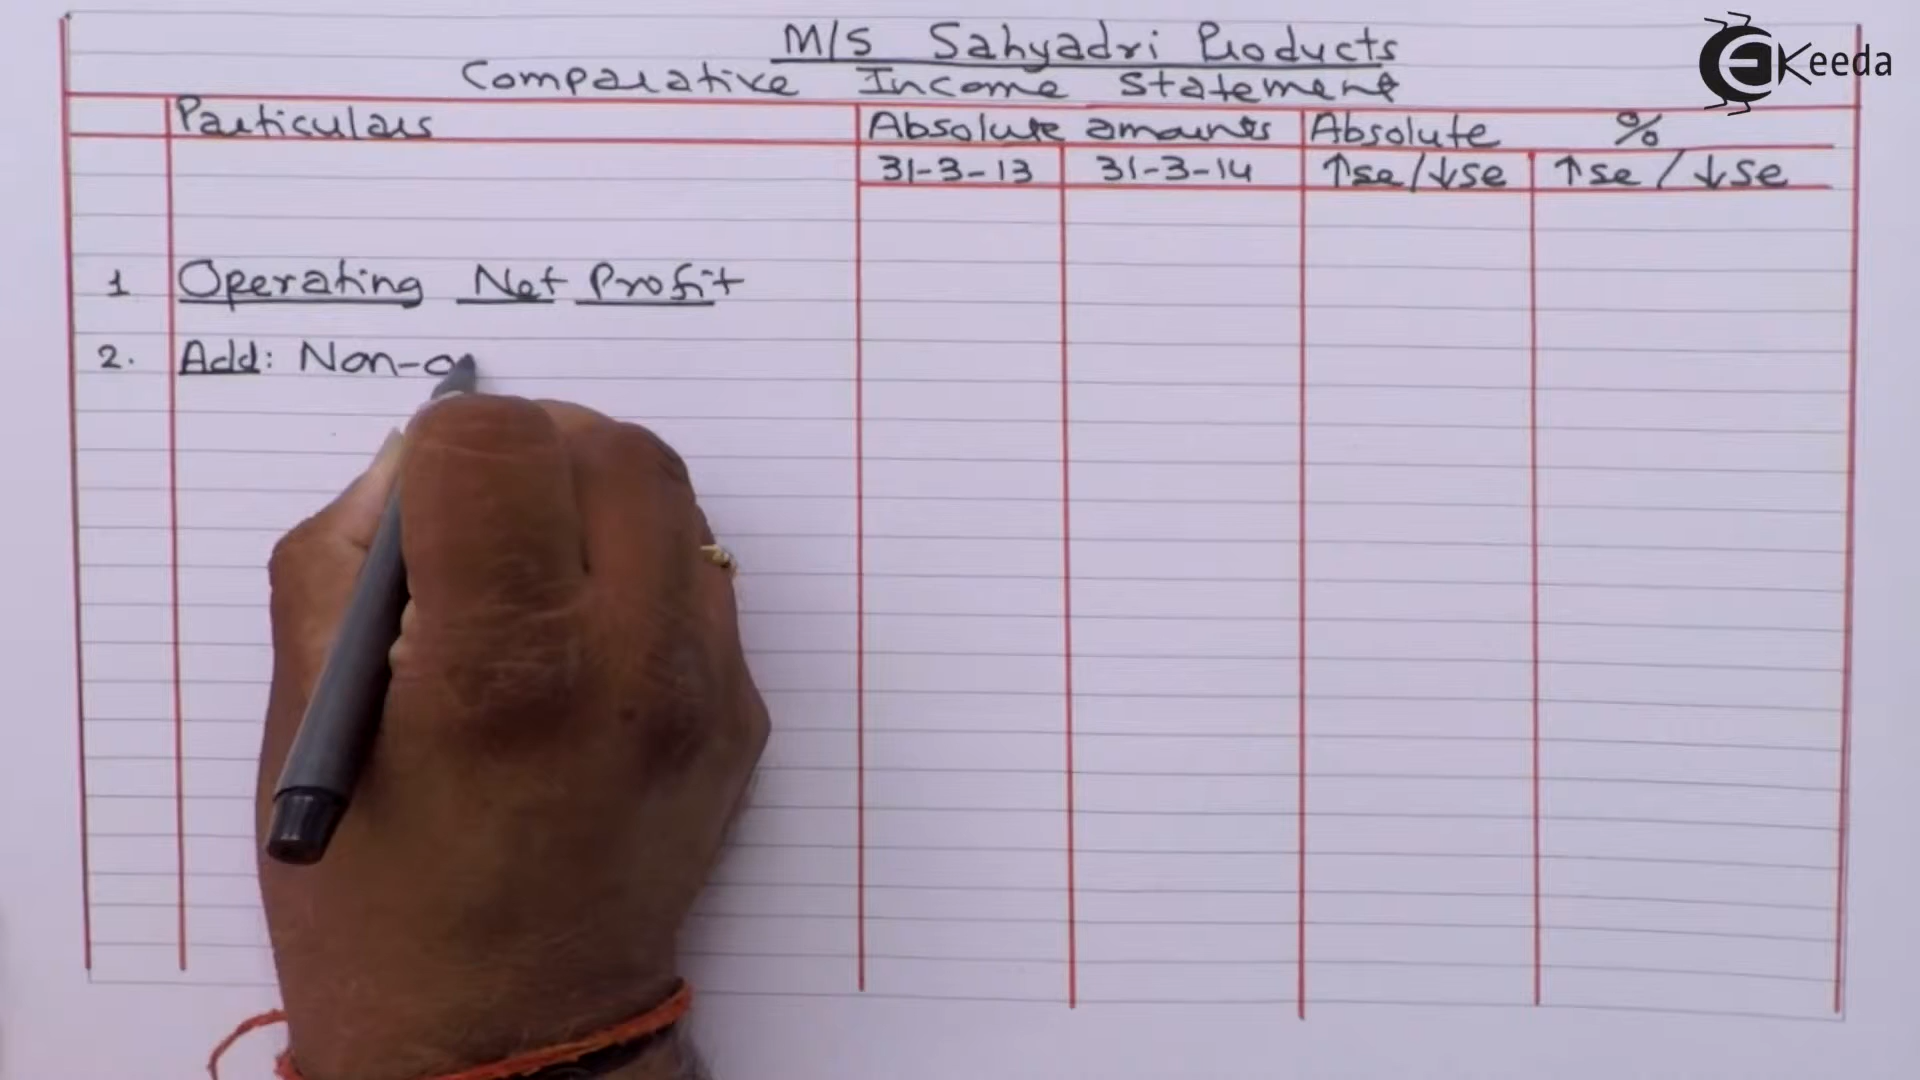 M/S Sahyadri Products
Keeda
Comparative Income Statement
Particulars Absolute amounts Absolute %
31-3-13 31-3-14 ↑se/↓se ↑se / ↓se
1 Operating Net Profit
2. Add: Non-o